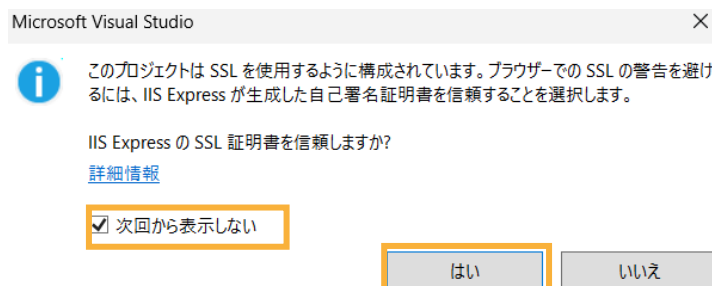 Microsoft Visual Studio
このプロジェクトは SSL を使用するように構成されています。ブラウザーでの SSL の警告を避け
るには、IIS Express が生成した自己署名証明書を信頼することを選択します。
IIS Express の SSL 証明書を信頼しますか?
詳細情報
次回から表示しない
はい
いいえ